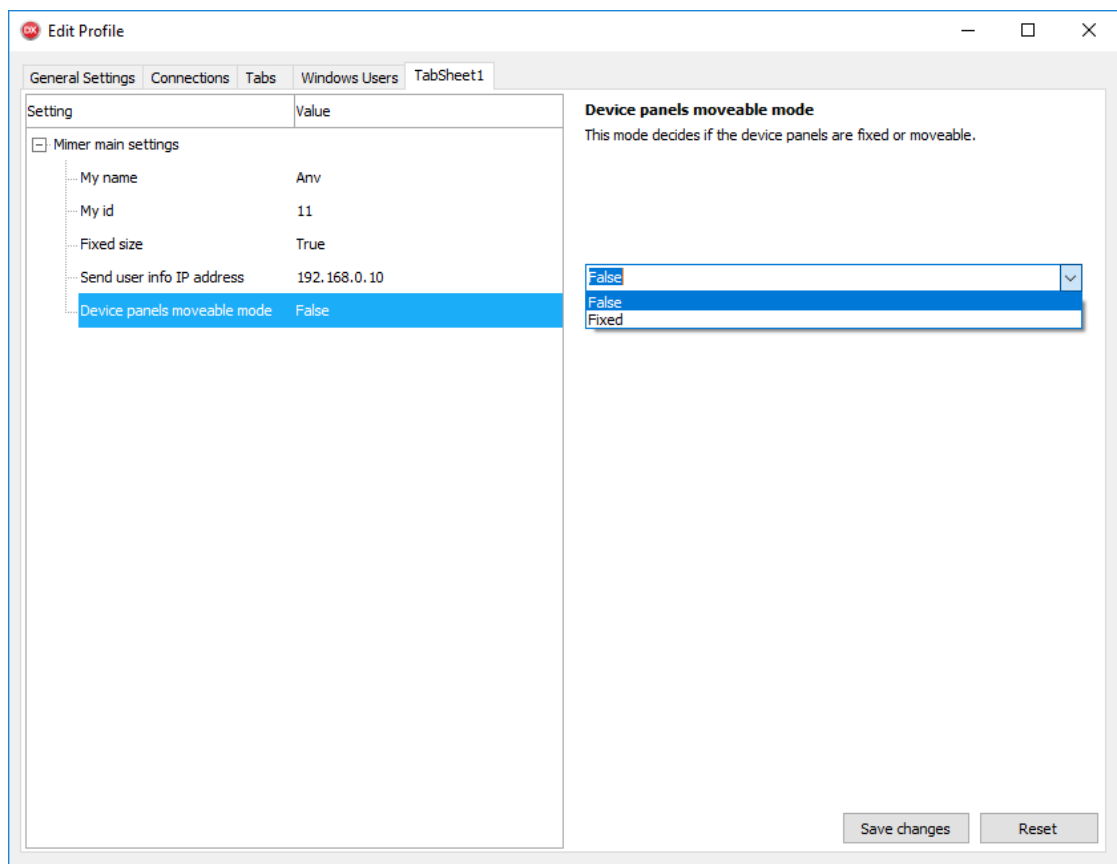 DX Edit Profile
General Settings Connections Tabs Windows Users TabSheet1
Setting Value
Mimer main settings
My name Anv
My id 11
Fixed size True
Send user info IP address 192.168.0.10
Device panels moveable mode False
Device panels moveable mode
This mode decides if the device panels are fixed or moveable.
False
False
Fixed
Save changes Reset